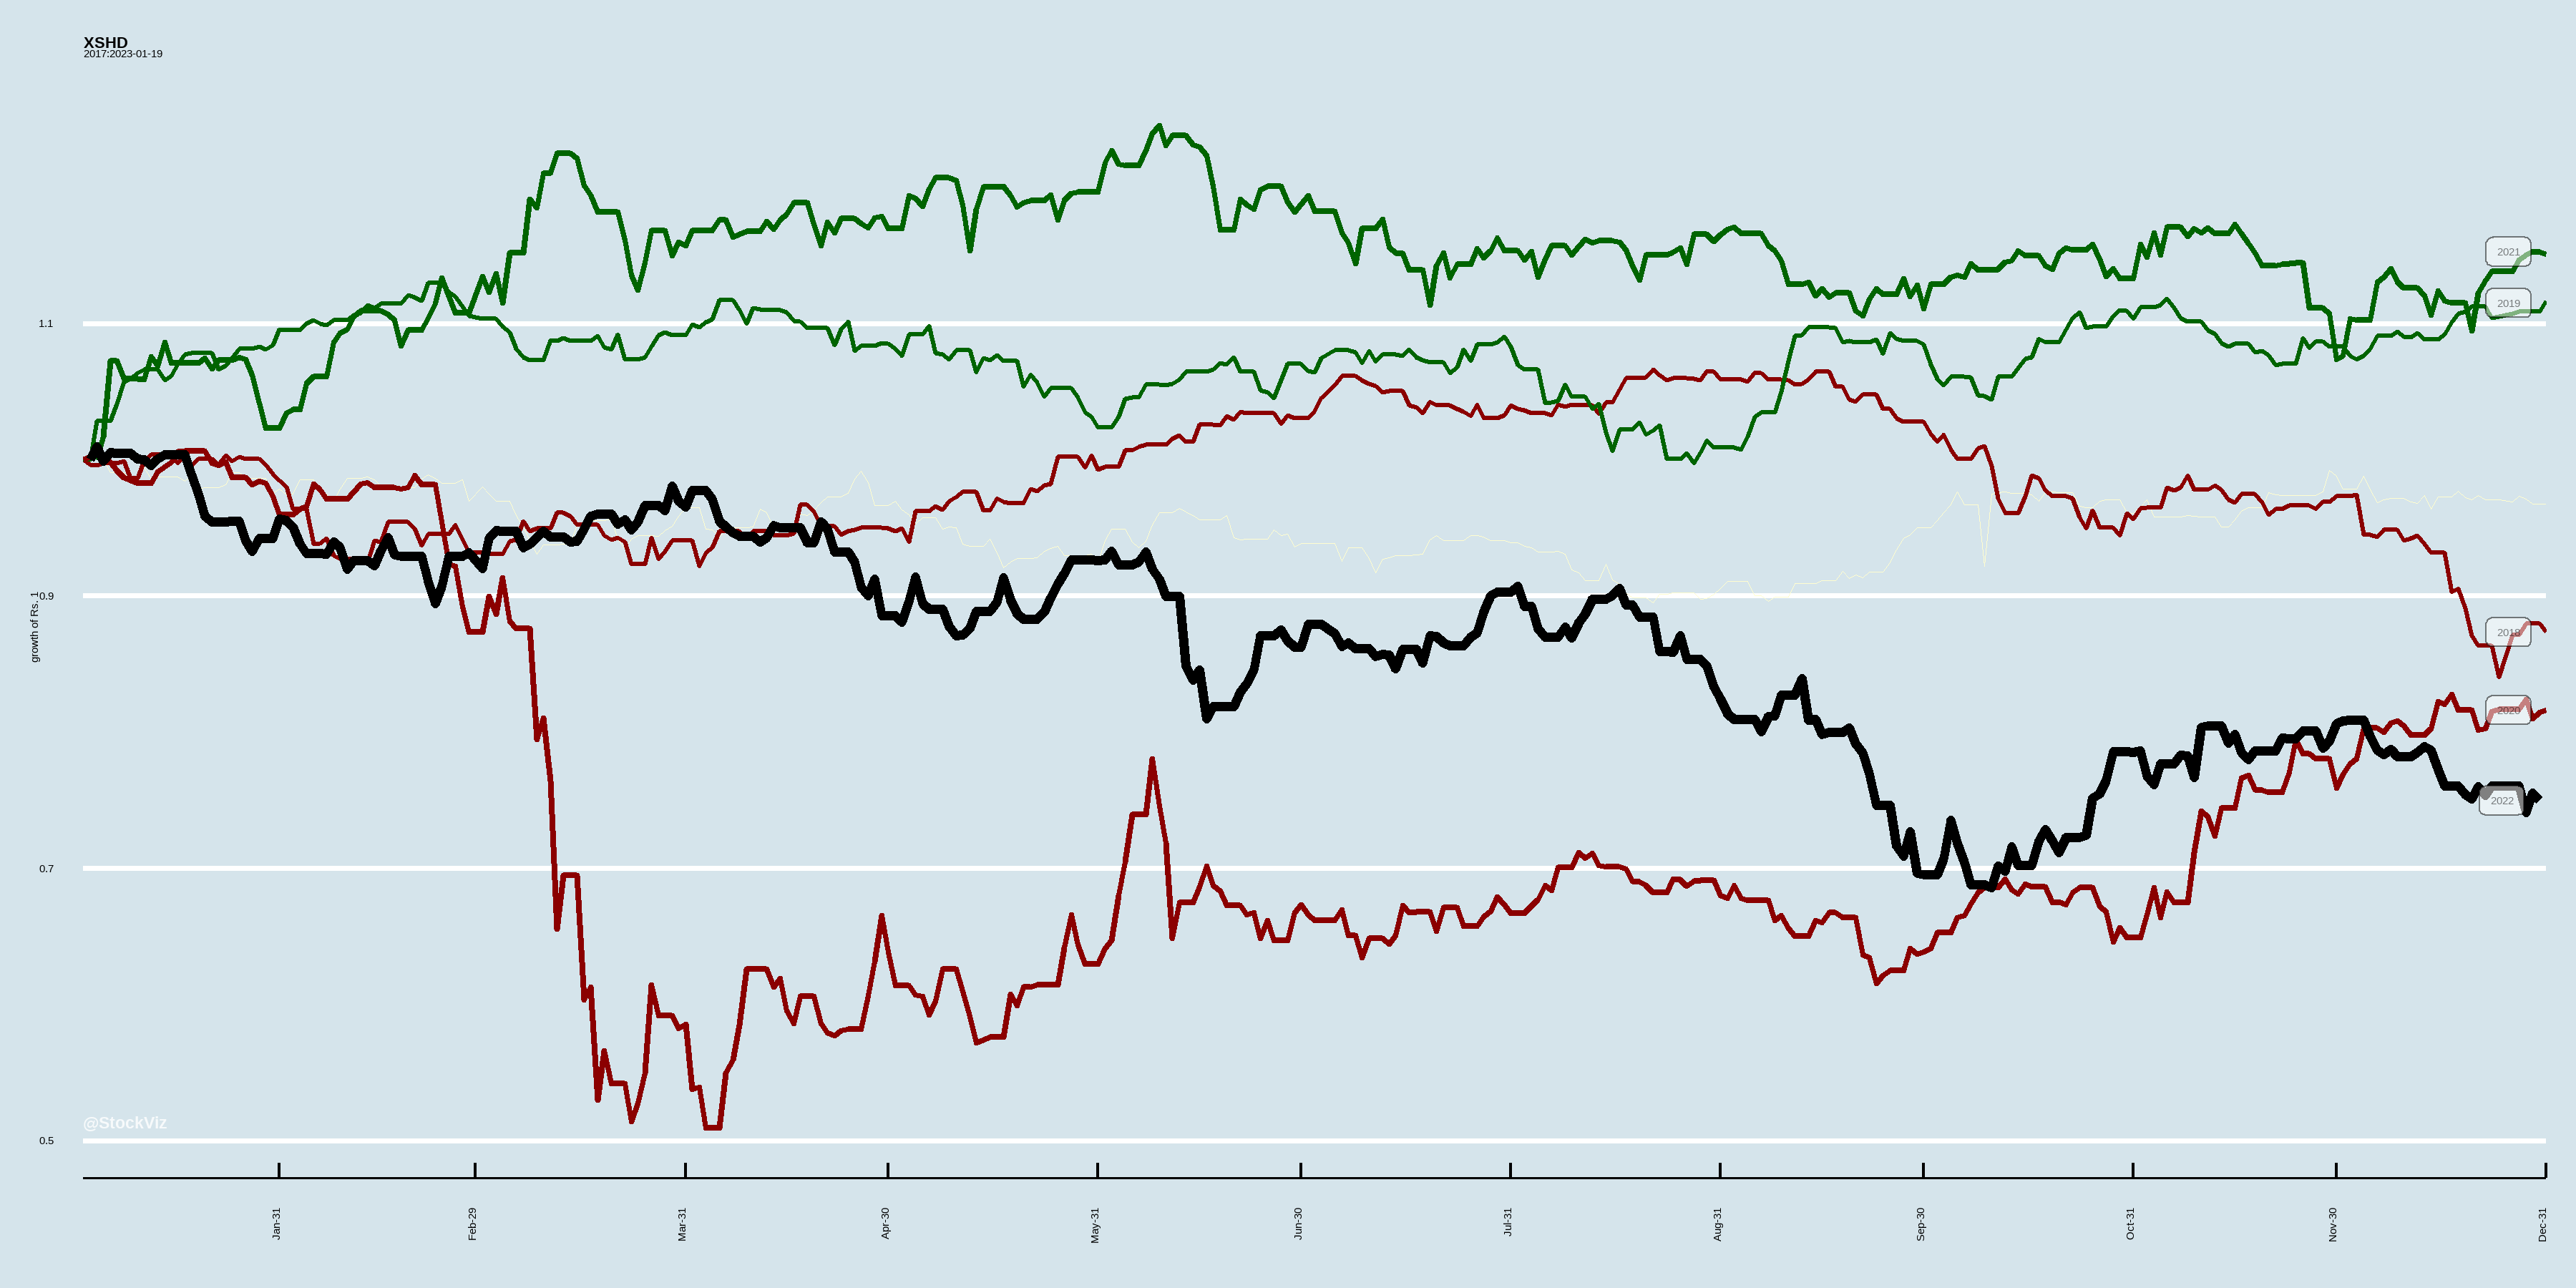 XSHD
2017:2023-01-19
1.1
0.9
0.7
0.5
growth of Rs. 1
2021
2019
2018
2020
2022
@StockViz
Jan-31
Feb-29
Mar-31
Apr-30
May-31
Jun-30
Jul-31
Aug-31
Sep-30
Oct-31
Nov-30
Dec-31